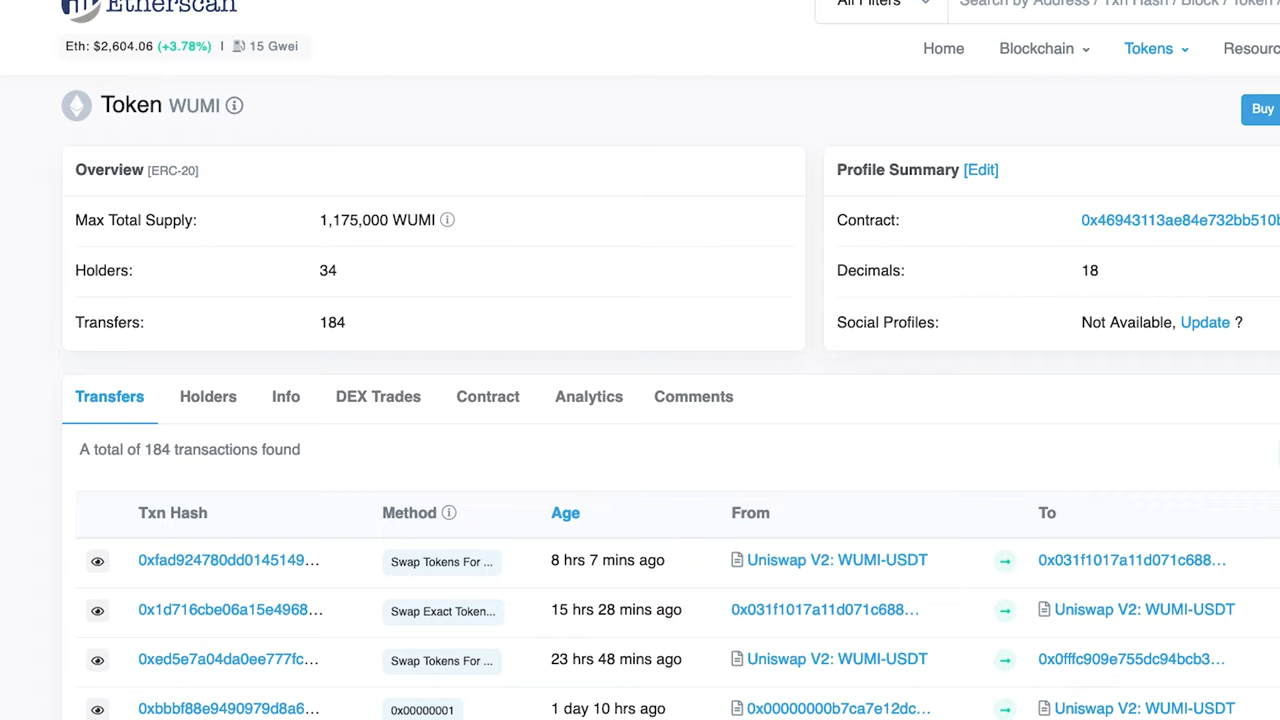 Etherscan
All Filters
Search by Address / Txn Hash / Block / Token /
Eth: $2,604.06 (+3.78%) | 15 Gwei
Home Blockchain Tokens Resourc
Token WUMI
Buy
Overview [ERC-20]
Max Total Supply: 1,175,000 WUMI
Holders: 34
Transfers: 184
Profile Summary [Edit]
Contract: 0x46943113ae84e732bb510b
Decimals: 18
Social Profiles: Not Available, Update ?
Transfers Holders Info DEX Trades Contract Analytics Comments
A total of 184 transactions found
Txn Hash Method Age From To
0xfad924780dd0145149... Swap Tokens For ... 8 hrs 7 mins ago Uniswap V2: WUMI-USDT 0x031f1017a11d071c688...
0x1d716cbe06a15e4968... Swap Exact Token... 15 hrs 28 mins ago 0x031f1017a11d071c688... Uniswap V2: WUMI-USDT
0xed5e7a04da0ee777fc... Swap Tokens For ... 23 hrs 48 mins ago Uniswap V2: WUMI-USDT 0x0fffc909e755dc94bcb3...
0xbbbf88e9490979d8a6... 0x00000001 1 day 10 hrs ago 0x00000000b7ca7e12dc... Uniswap V2: WUMI-USDT